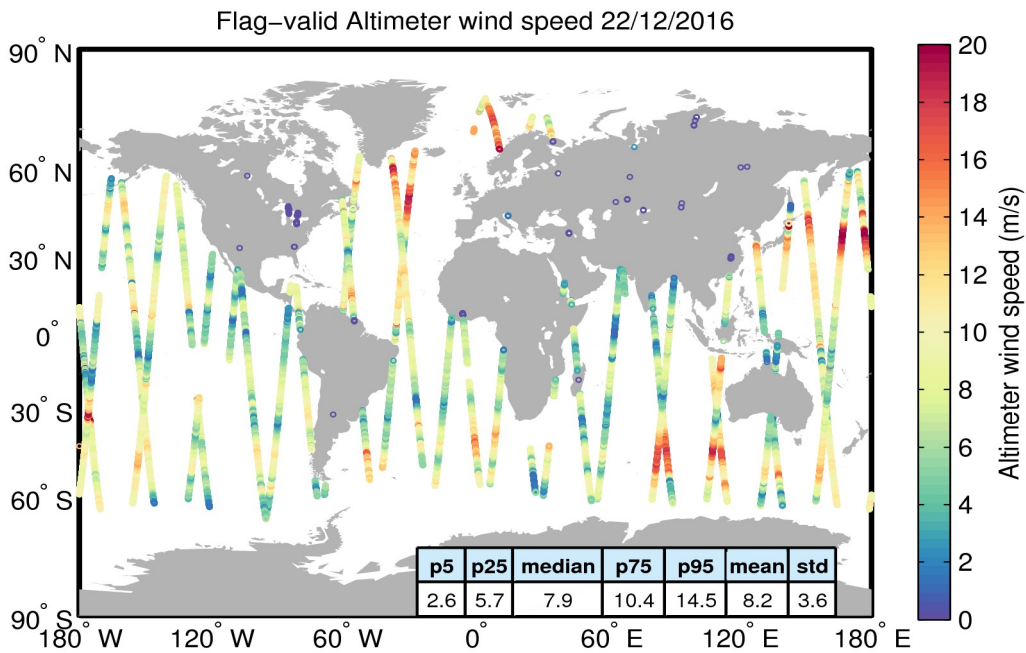 Flag−valid Altimeter wind speed 22/12/2016
90° N
60° N
30° N
0°
30° S
60° S
90° S
180° W
120° W
60° W
0°
60° E
120° E
180° E
p5 p25 median p75 p95 mean std
2.6 5.7 7.9 10.4 14.5 8.2 3.6
20
18
16
14
12
10
8
6
4
2
0
Altimeter wind speed (m/s)